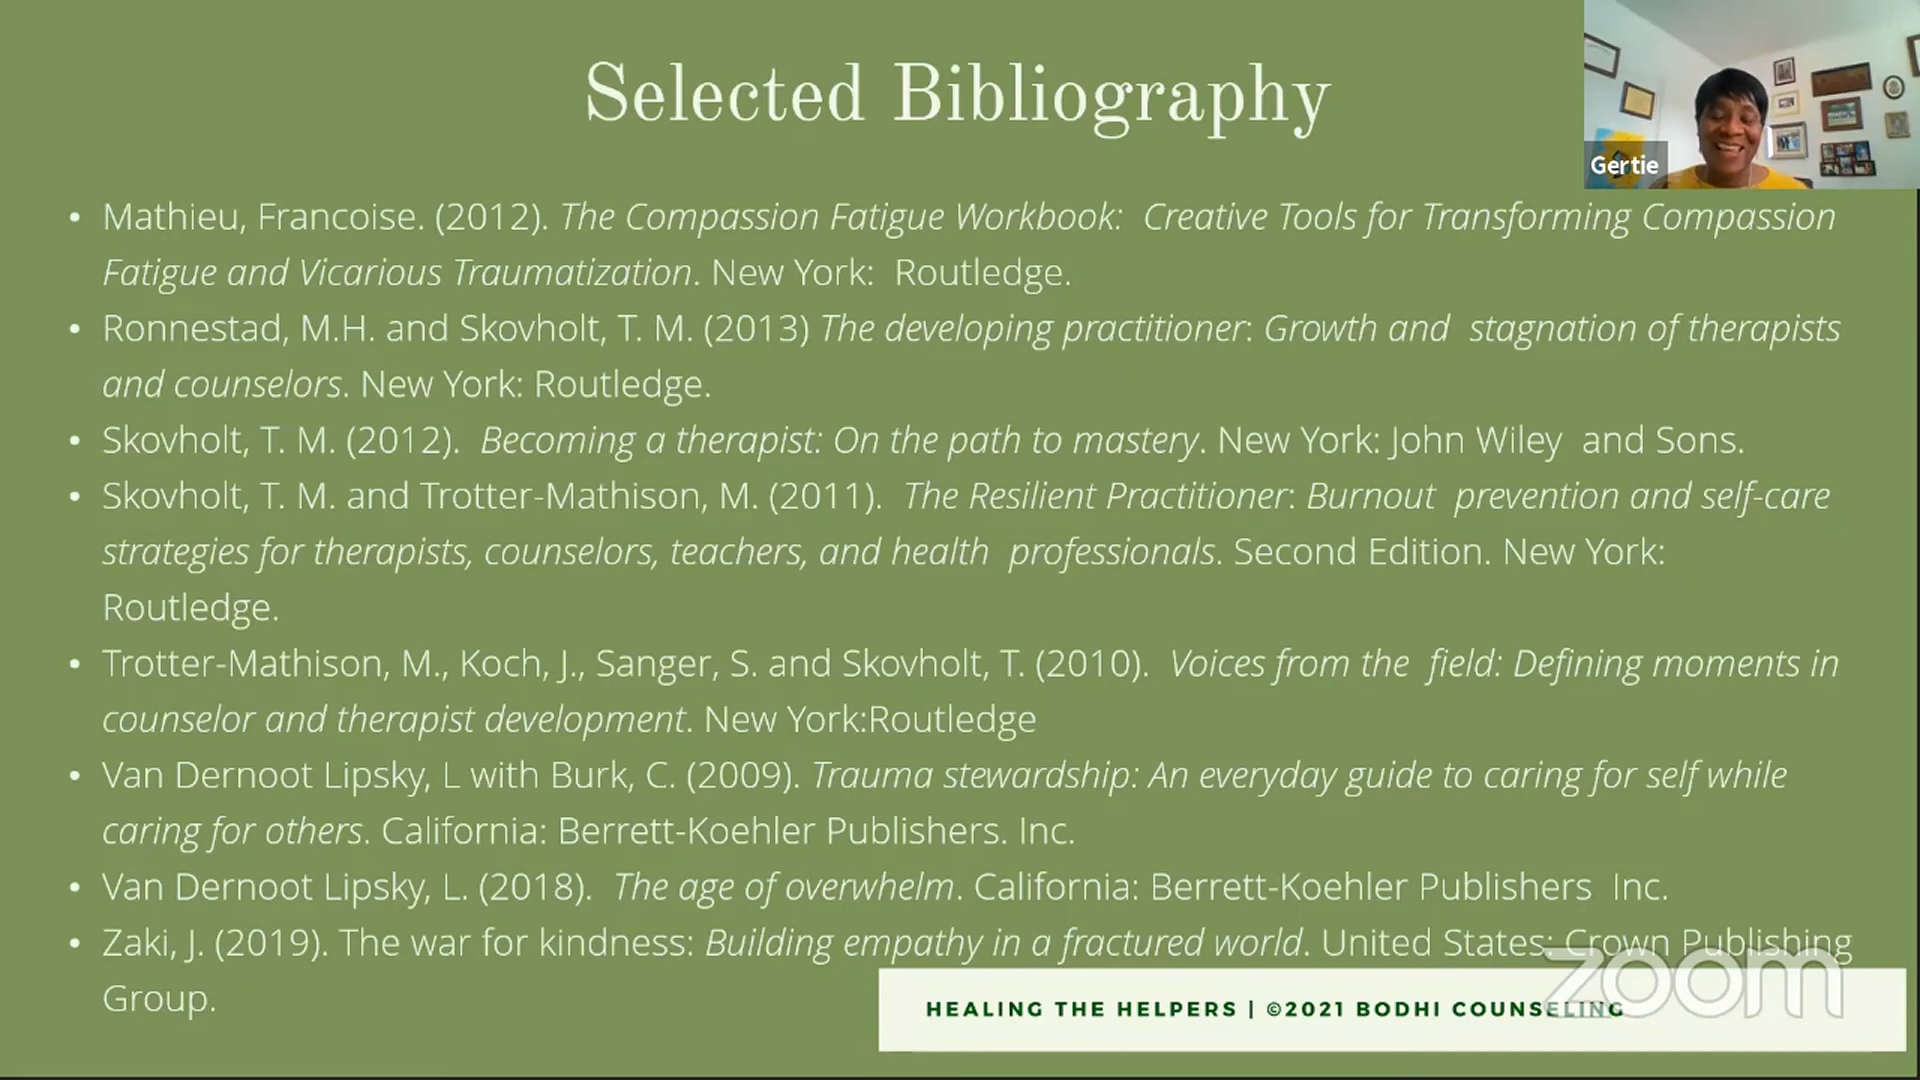 Selected Bibliography
Gertie
• Mathieu, Francoise. (2012). The Compassion Fatigue Workbook: Creative Tools for Transforming Compassion
Fatigue and Vicarious Traumatization. New York: Routledge.
• Ronnestad, M.H. and Skovholt, T. M. (2013) The developing practitioner: Growth and stagnation of therapists
and counselors. New York: Routledge.
• Skovholt, T. M. (2012). Becoming a therapist: On the path to mastery. New York: John Wiley and Sons.
• Skovholt, T. M. and Trotter-Mathison, M. (2011). The Resilient Practitioner: Burnout prevention and self-care
strategies for therapists, counselors, teachers, and health professionals. Second Edition. New York:
Routledge.
• Trotter-Mathison, M., Koch, J., Sanger, S. and Skovholt, T. (2010). Voices from the field: Defining moments in
counselor and therapist development. New York:Routledge
• Van Dernoot Lipsky, L with Burk, C. (2009). Trauma stewardship: An everyday guide to caring for self while
caring for others. California: Berrett-Koehler Publishers. Inc.
• Van Dernoot Lipsky, L. (2018). The age of overwhelm. California: Berrett-Koehler Publishers Inc.
• Zaki, J. (2019). The war for kindness: Building empathy in a fractured world. United States: Crown Publishing
Group.
HEALING THE HELPERS | ©2021 BODHI COUNSELING
zoom